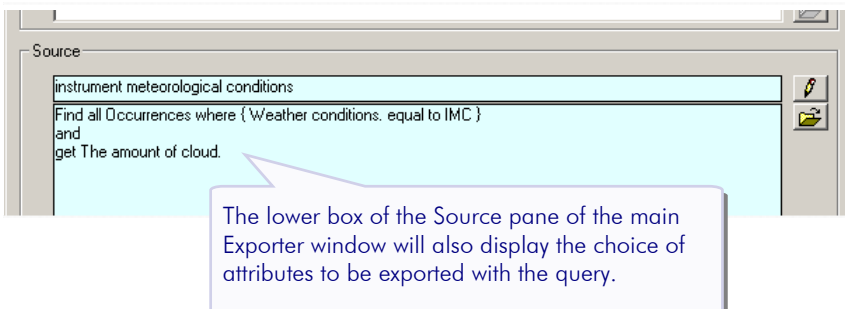 Source
instrument meteorological conditions
Find all Occurrences where { Weather conditions. equal to IMC }
and
get The amount of cloud.
The lower box of the Source pane of the main
Exporter window will also display the choice of
attributes to be exported with the query.